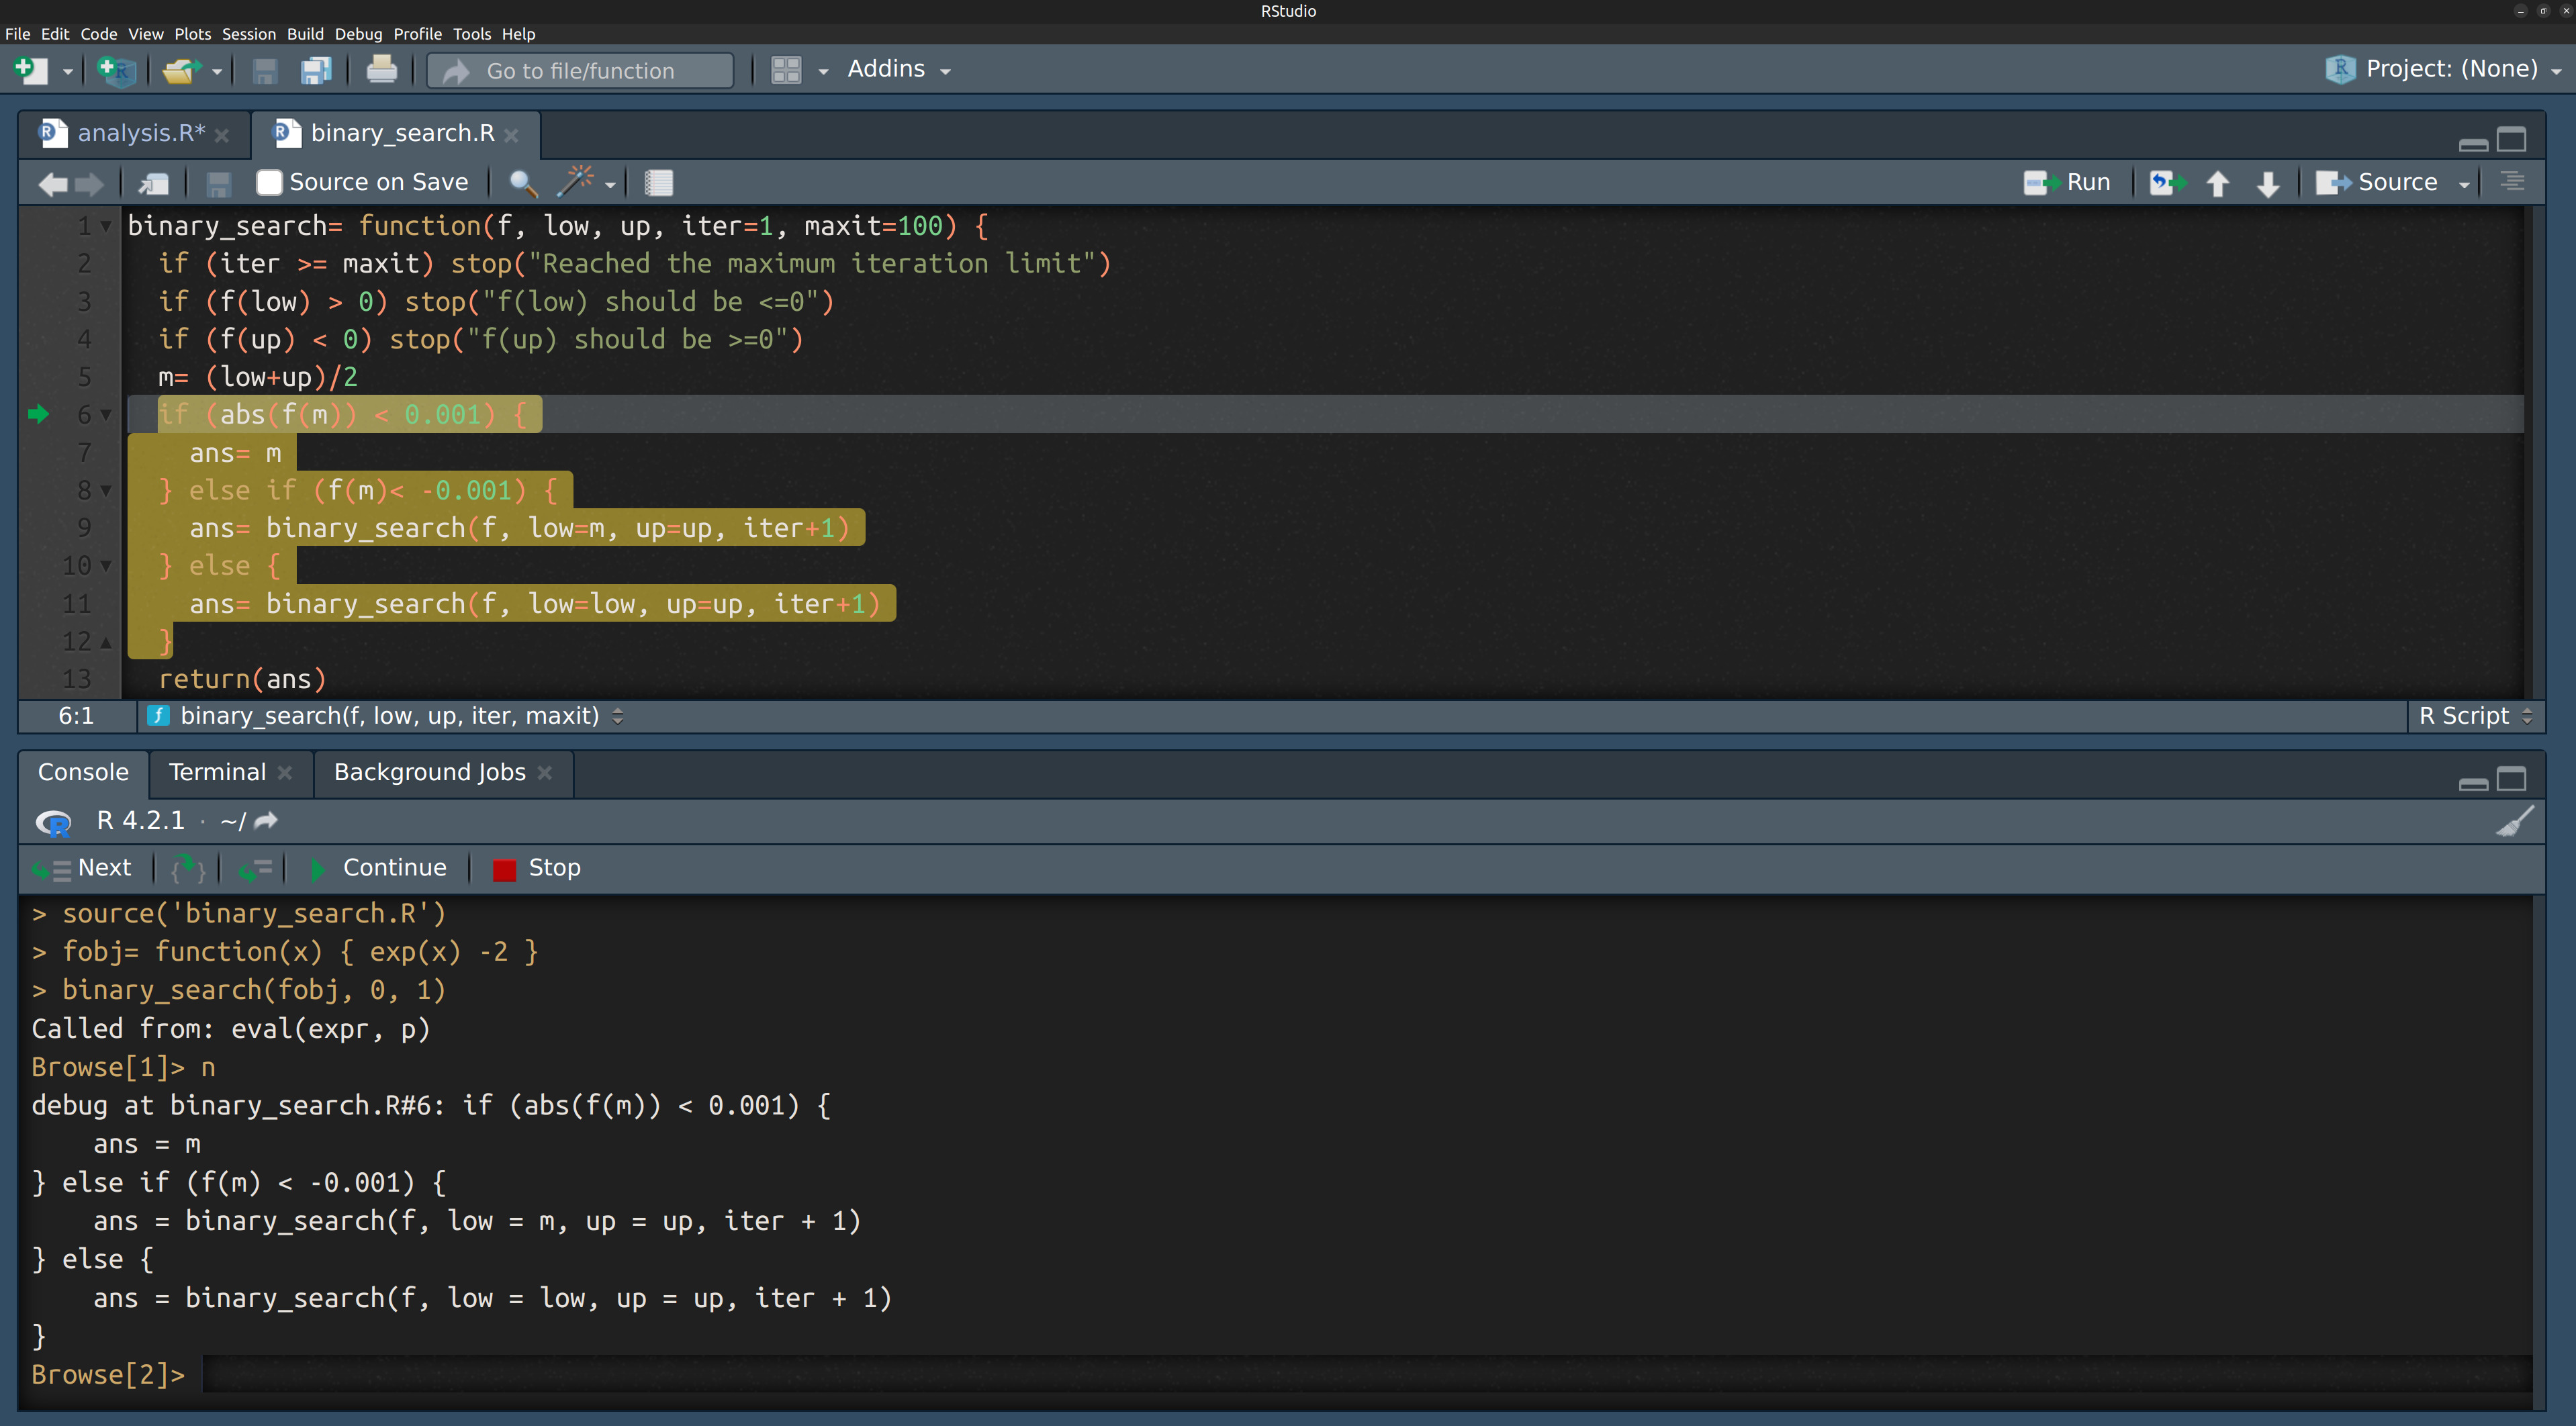 RStudio
File Edit Code View Plots Session Build Debug Profile Tools Help
Go to file/function Addins Project: (None)
analysis.R* binary_search.R
Source on Save Run Source
1 binary_search= function(f, low, up, iter=1, maxit=100) {
2 if (iter >= maxit) stop("Reached the maximum iteration limit")
3 if (f(low) > 0) stop("f(low) should be <=0")
4 if (f(up) < 0) stop("f(up) should be >=0")
5 m= (low+up)/2
6 if (abs(f(m)) < 0.001) {
7 ans= m
8 } else if (f(m)< -0.001) {
9 ans= binary_search(f, low=m, up=up, iter+1)
10 } else {
11 ans= binary_search(f, low=low, up=up, iter+1)
12 }
13 return(ans)
6:1 f binary_search(f, low, up, iter, maxit) R Script
Console Terminal Background Jobs
R R 4.2.1 · ~/
Next Continue Stop
> source('binary_search.R')
> fobj= function(x) { exp(x) -2 }
> binary_search(fobj, 0, 1)
Called from: eval(expr, p)
Browse[1]> n
debug at binary_search.R#6: if (abs(f(m)) < 0.001) {
ans = m
} else if (f(m) < -0.001) {
ans = binary_search(f, low = m, up = up, iter + 1)
} else {
ans = binary_search(f, low = low, up = up, iter + 1)
}
Browse[2]>